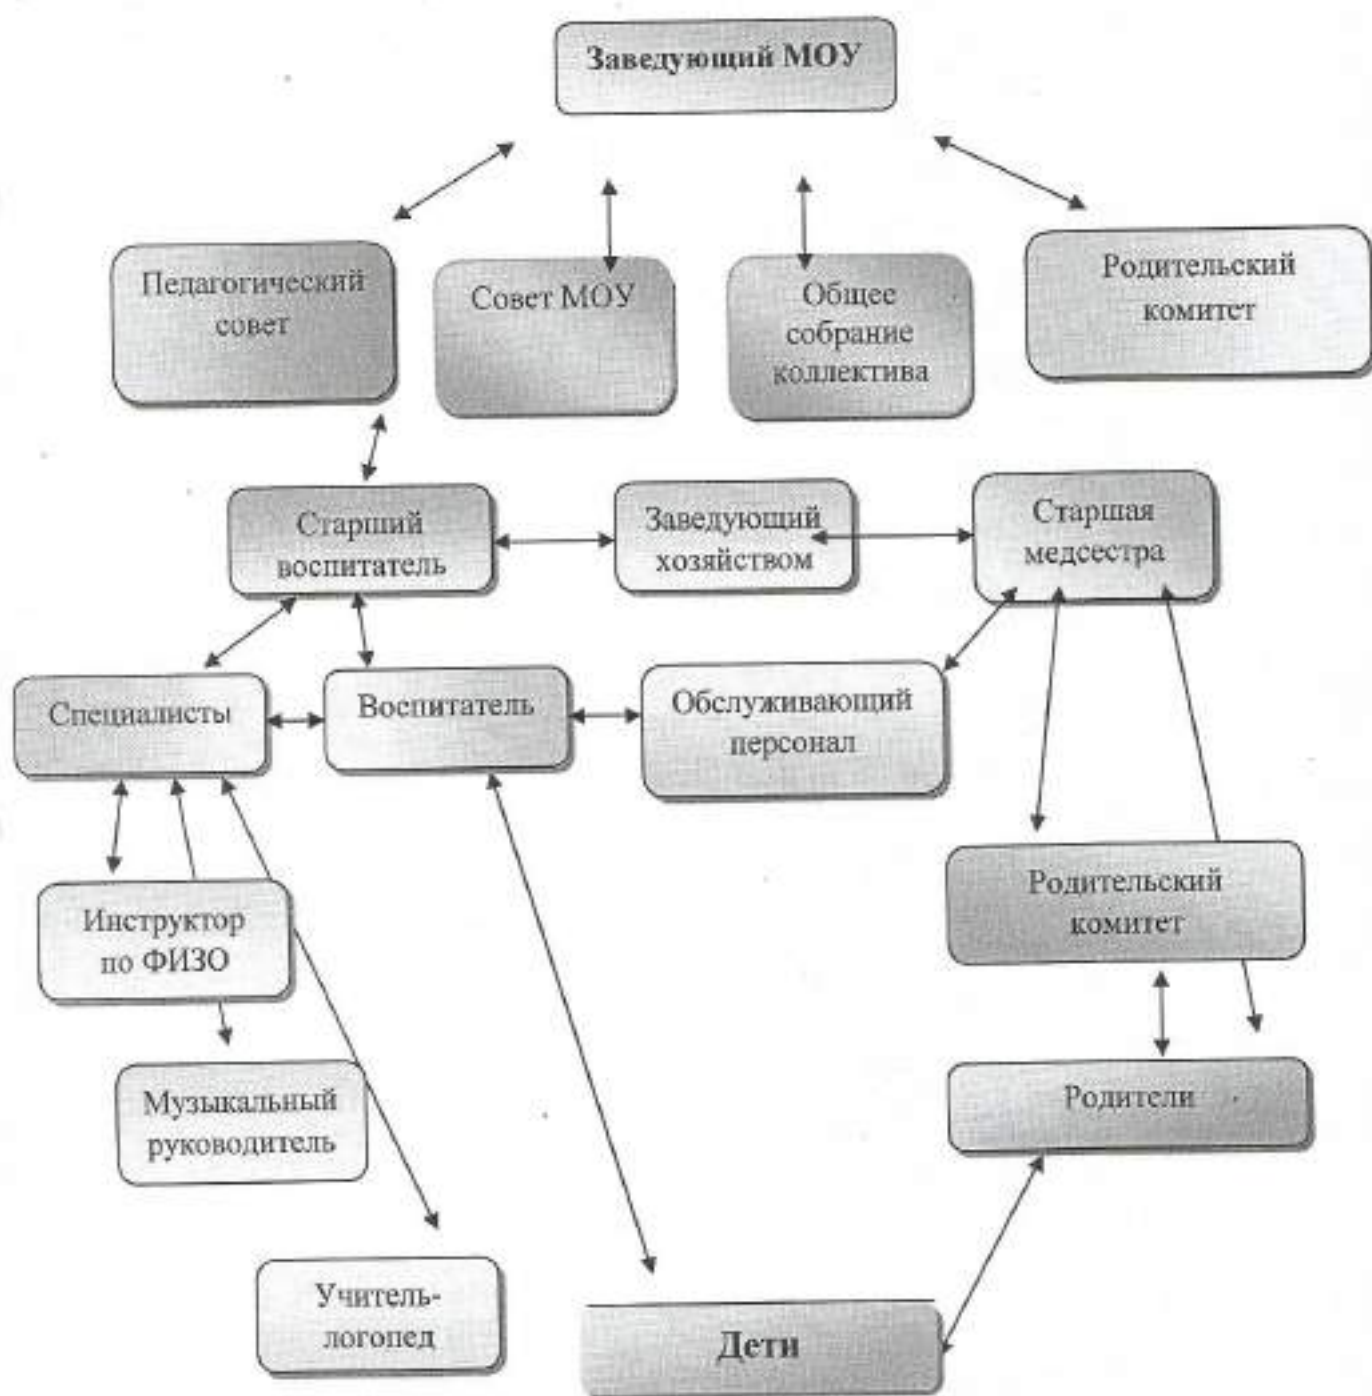 Заведующий МОУ
Педагогический
совет
Совет МОУ
Общее
собрание
коллектива
Родительский
комитет
Старший
воспитатель
Заведующий
хозяйством
Старшая
медсестра
Специалисты
Воспитатель
Обслуживающий
персонал
Инструктор
по ФИЗО
Родительский
комитет
Музыкальный
руководитель
Родители
Учитель-
логопед
Дети